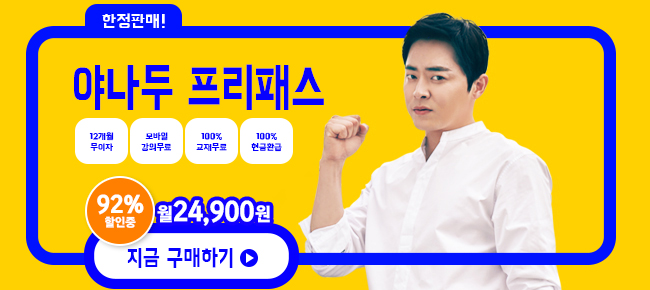 한정판매!
야나두 프리패스
12개월
무이자
모바일
강의무료
100%
교재무료
100%
현금환급
92%
할인중
월24,900원
지금 구매하기